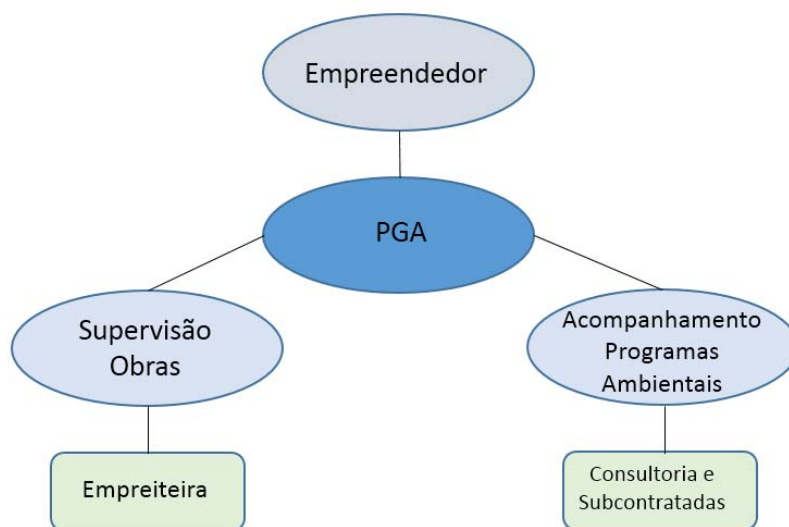 Empreendedor
PGA
Supervisão
Obras
Acompanhamento
Programas
Ambientais
Empreiteira
Consultoria e
Subcontratadas